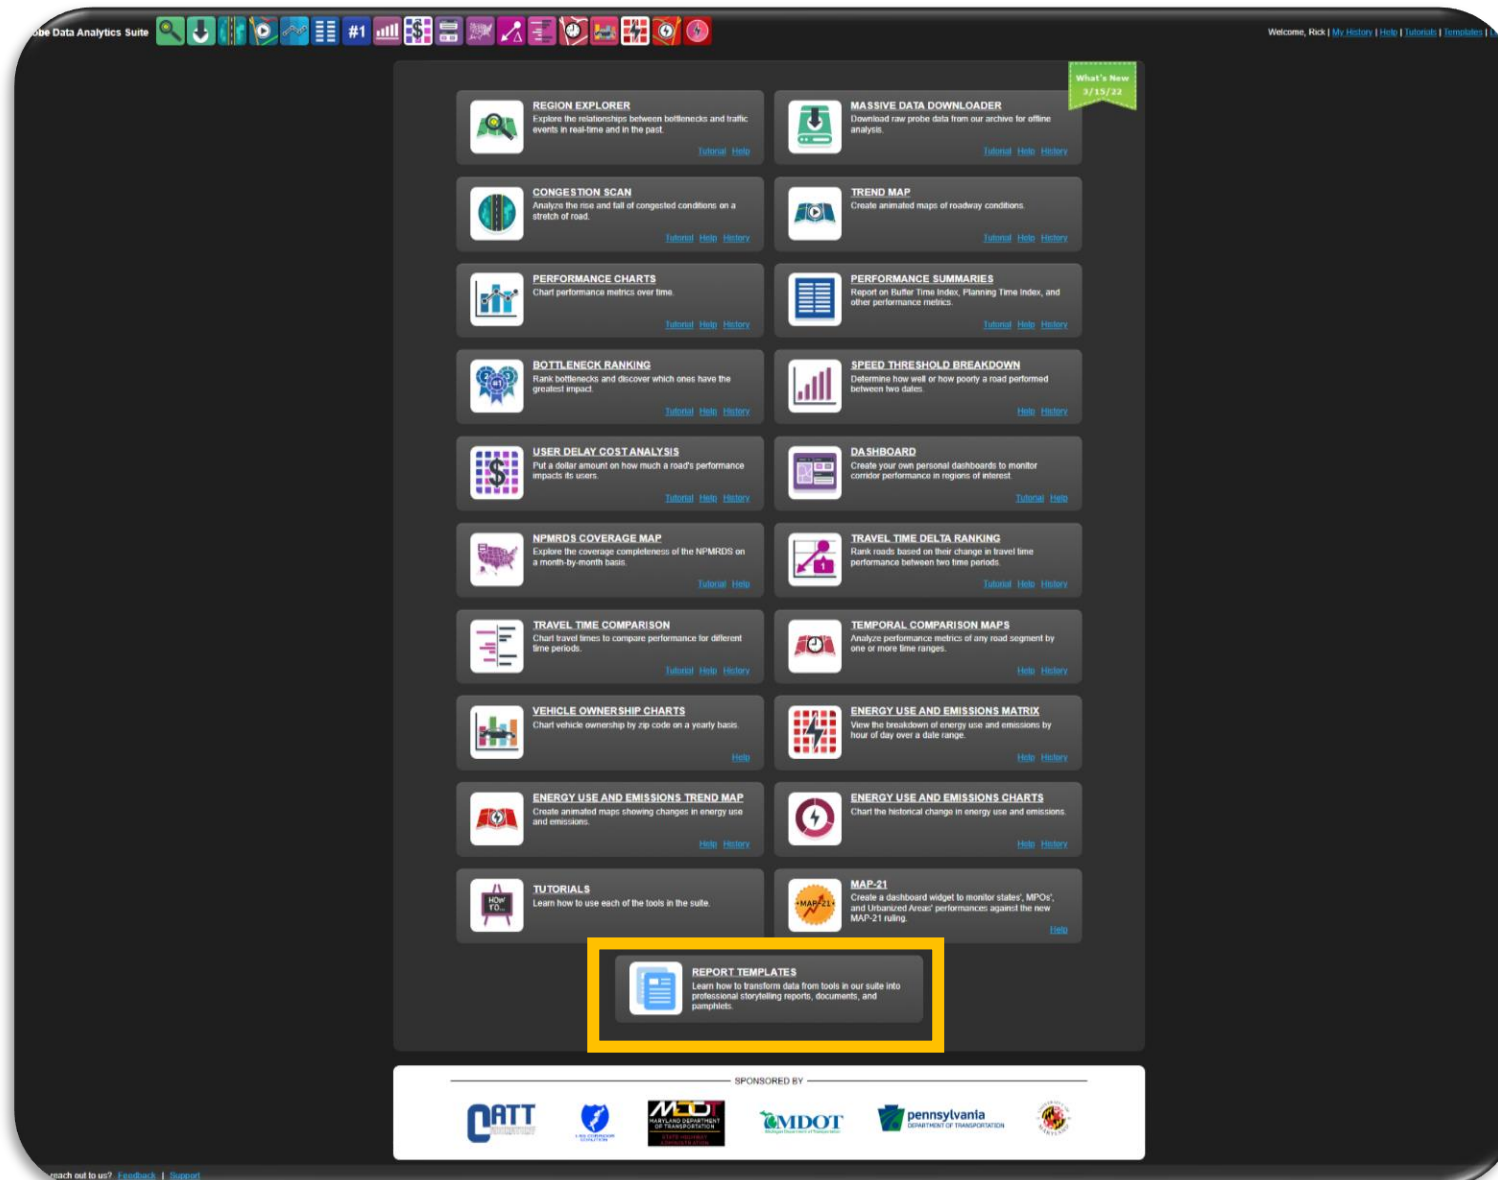 Data Analytics Suite
#1
Welcome, Rick | My History | Help | Tutorials | Templates |
What's New
3/15/22
REGION EXPLORER
Explore the relationships between bottlenecks and traffic
events in real-time and in the past.
Tutorial Help
MASSIVE DATA DOWNLOADER
Download raw probe data from our archive for offline
analysis.
Tutorial Help History
CONGESTION SCAN
Analyze the rise and fall of congested conditions on a
stretch of road.
Tutorial Help History
TREND MAP
Create animated maps of roadway conditions.
Tutorial Help History
PERFORMANCE CHARTS
Chart performance metrics over time.
Tutorial Help History
PERFORMANCE SUMMARIES
Report on Buffer Time Index, Planning Time Index, and
other performance metrics.
Tutorial Help History
2 #1 3
BOTTLENECK RANKING
Rank bottlenecks and discover which ones have the
greatest impact.
Tutorial Help History
SPEED THRESHOLD BREAKDOWN
Determine how well or how poorly a road performed
between two dates.
Help History
$
USER DELAY COST ANALYSIS
Put a dollar amount on how much a road's performance
impacts its users.
Tutorial Help History
DASHBOARD
Create your own personal dashboards to monitor
corridor performance in regions of interest.
Tutorial Help
NPMRDS COVERAGE MAP
Explore the coverage completeness of the NPMRDS on
a month-by-month basis.
Tutorial Help
1
TRAVEL TIME DELTA RANKING
Rank roads based on their change in travel time
performance between two time periods.
Tutorial Help History
TRAVEL TIME COMPARISON
Chart travel times to compare performance for different
time periods.
Tutorial Help History
TEMPORAL COMPARISON MAPS
Analyze performance metrics of any road segment by
one or more time ranges.
Help History
VEHICLE OWNERSHIP CHARTS
Chart vehicle ownership by zip code on a yearly basis.
Help
ENERGY USE AND EMISSIONS MATRIX
View the breakdown of energy use and emissions by
hour of day over a date range.
Help History
ENERGY USE AND EMISSIONS TREND MAP
Create animated maps showing changes in energy use
and emissions.
Help History
ENERGY USE AND EMISSIONS CHARTS
Chart the historical change in energy use and emissions.
Help History
HOW
TO...
TUTORIALS
Learn how to use each of the tools in the suite.
MAP-21
MAP-21
Create a dashboard widget to monitor states', MPOs',
and Urbanized Areas' performances against the new
MAP-21 ruling.
Help
REPORT TEMPLATES
Learn how to transform data from tools in our suite into
professional storytelling reports, documents, and
pamphlets.
SPONSORED BY
CATT
MDOT
MARYLAND DEPARTMENT
OF TRANSPORTATION
STATE HIGHWAY
ADMINISTRATION
MDOT
Michigan Department of Transportation
pennsylvania
DEPARTMENT OF TRANSPORTATION
reach out to us? Feedback | Support